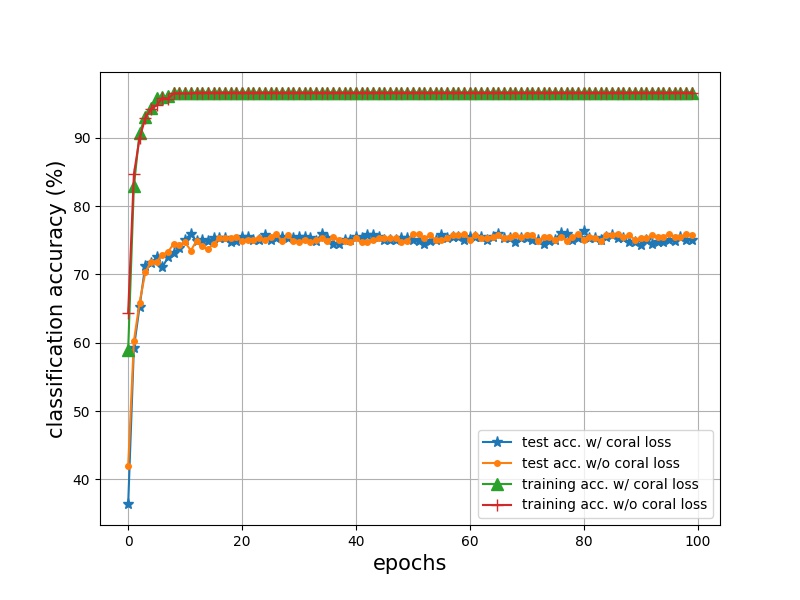 classification accuracy (%)
90
80
70
60
50
40
0
20
40
60
80
100
epochs
test acc. w/ coral loss
test acc. w/o coral loss
training acc. w/ coral loss
training acc. w/o coral loss